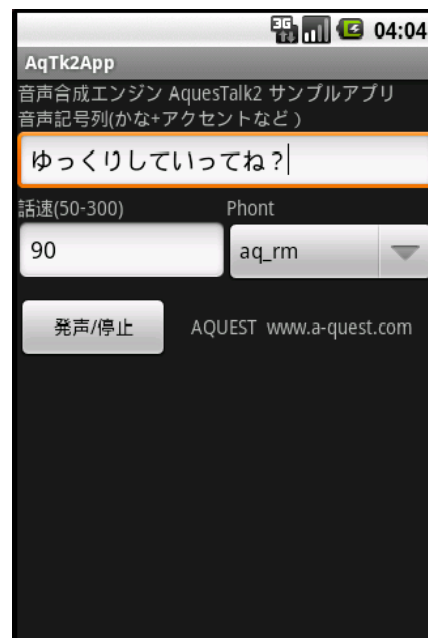 3G 04:04
AqTk2App
音声合成エンジン AquesTalk2 サンプルアプリ
音声記号列(かな+アクセントなど)
ゆっくりしていってね?
話速(50-300) Phont
90 aq_rm
発声/停止 AQUEST www.a-quest.com